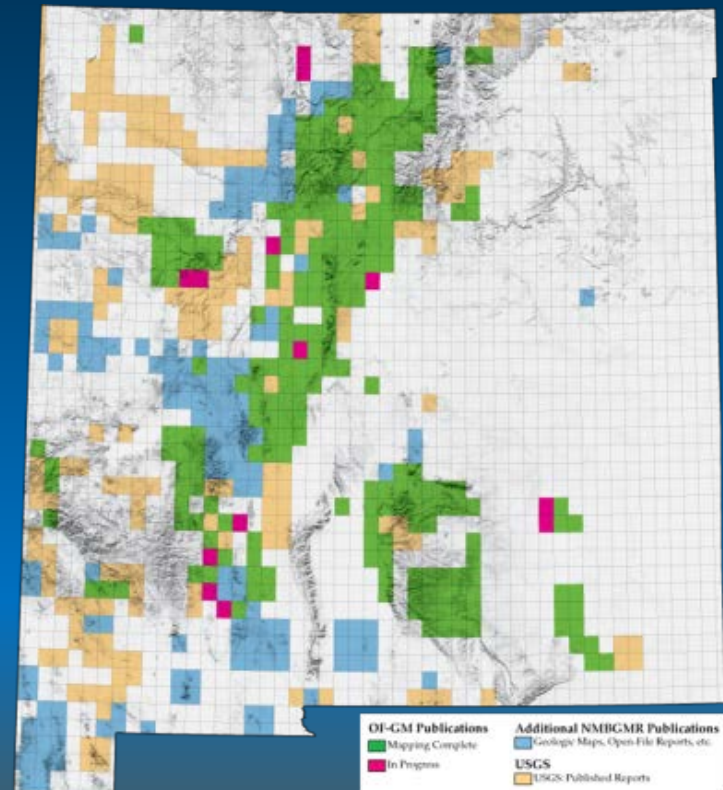 OF-GM Publications
Mapping Complete
In Progress
Additional NMBGMR Publications
Geologic Maps, Open-File Reports, etc.
USGS
USGS: Published Reports